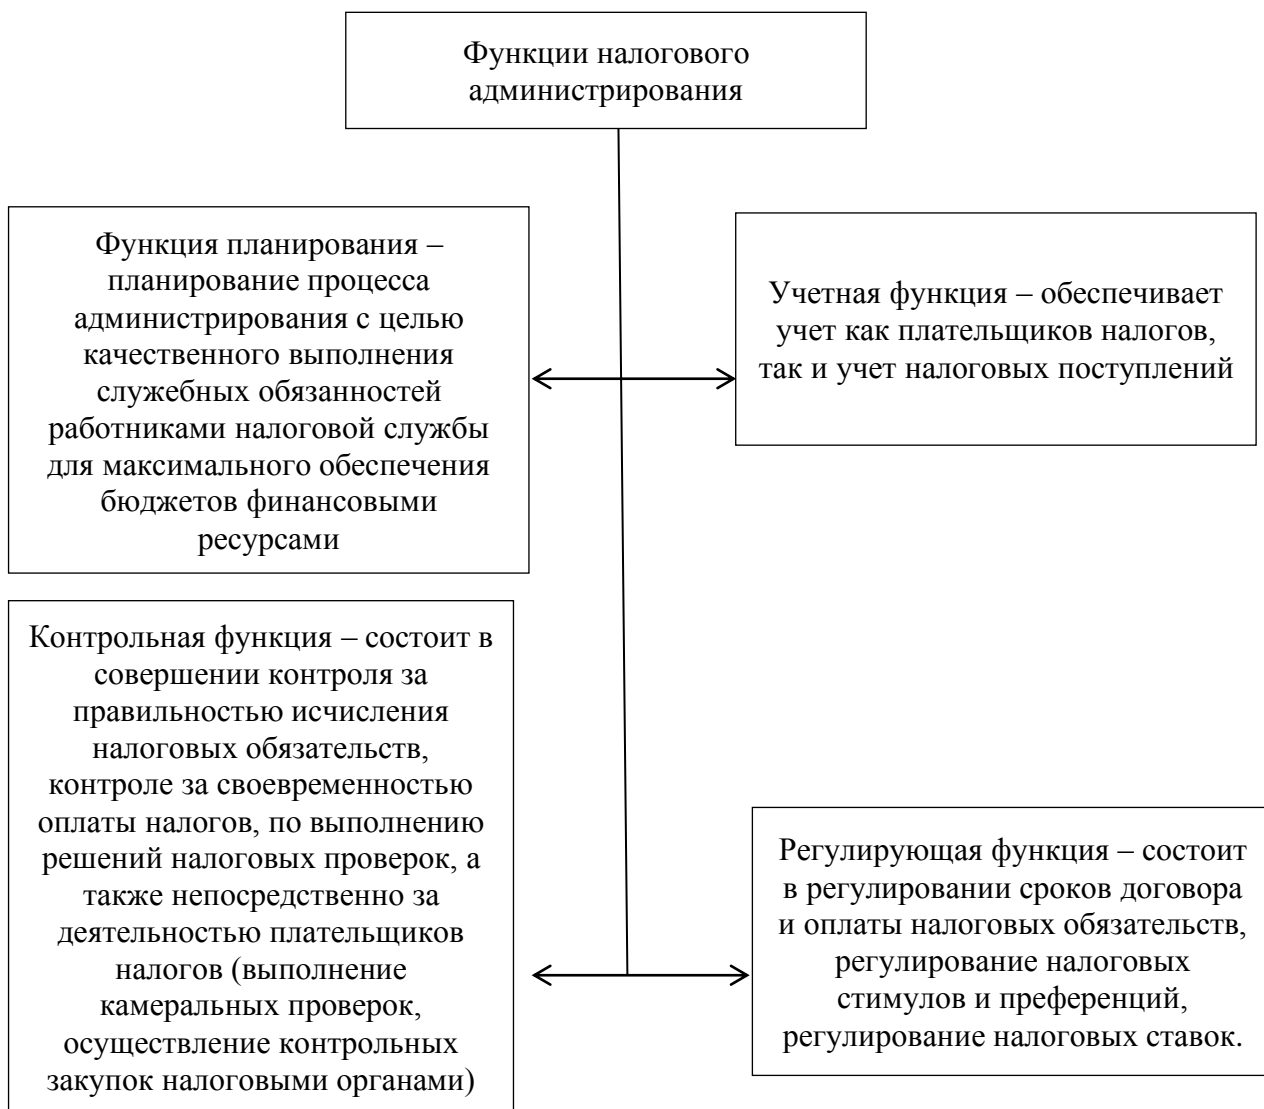 Функции налогового
администрирования
Функция планирования –
планирование процесса
администрирования с целью
качественного выполнения
служебных обязанностей
работниками налоговой службы
для максимального обеспечения
бюджетов финансовыми
ресурсами
Учетная функция – обеспечивает
учет как плательщиков налогов,
так и учет налоговых поступлений
Контрольная функция – состоит в
совершении контроля за
правильностью исчисления
налоговых обязательств,
контроле за своевременностью
оплаты налогов, по выполнению
решений налоговых проверок, а
также непосредственно за
деятельностью плательщиков
налогов (выполнение
камеральных проверок,
осуществление контрольных
закупок налоговыми органами)
Регулирующая функция – состоит
в регулировании сроков договора
и оплаты налоговых обязательств,
регулирование налоговых
стимулов и преференций,
регулирование налоговых ставок.